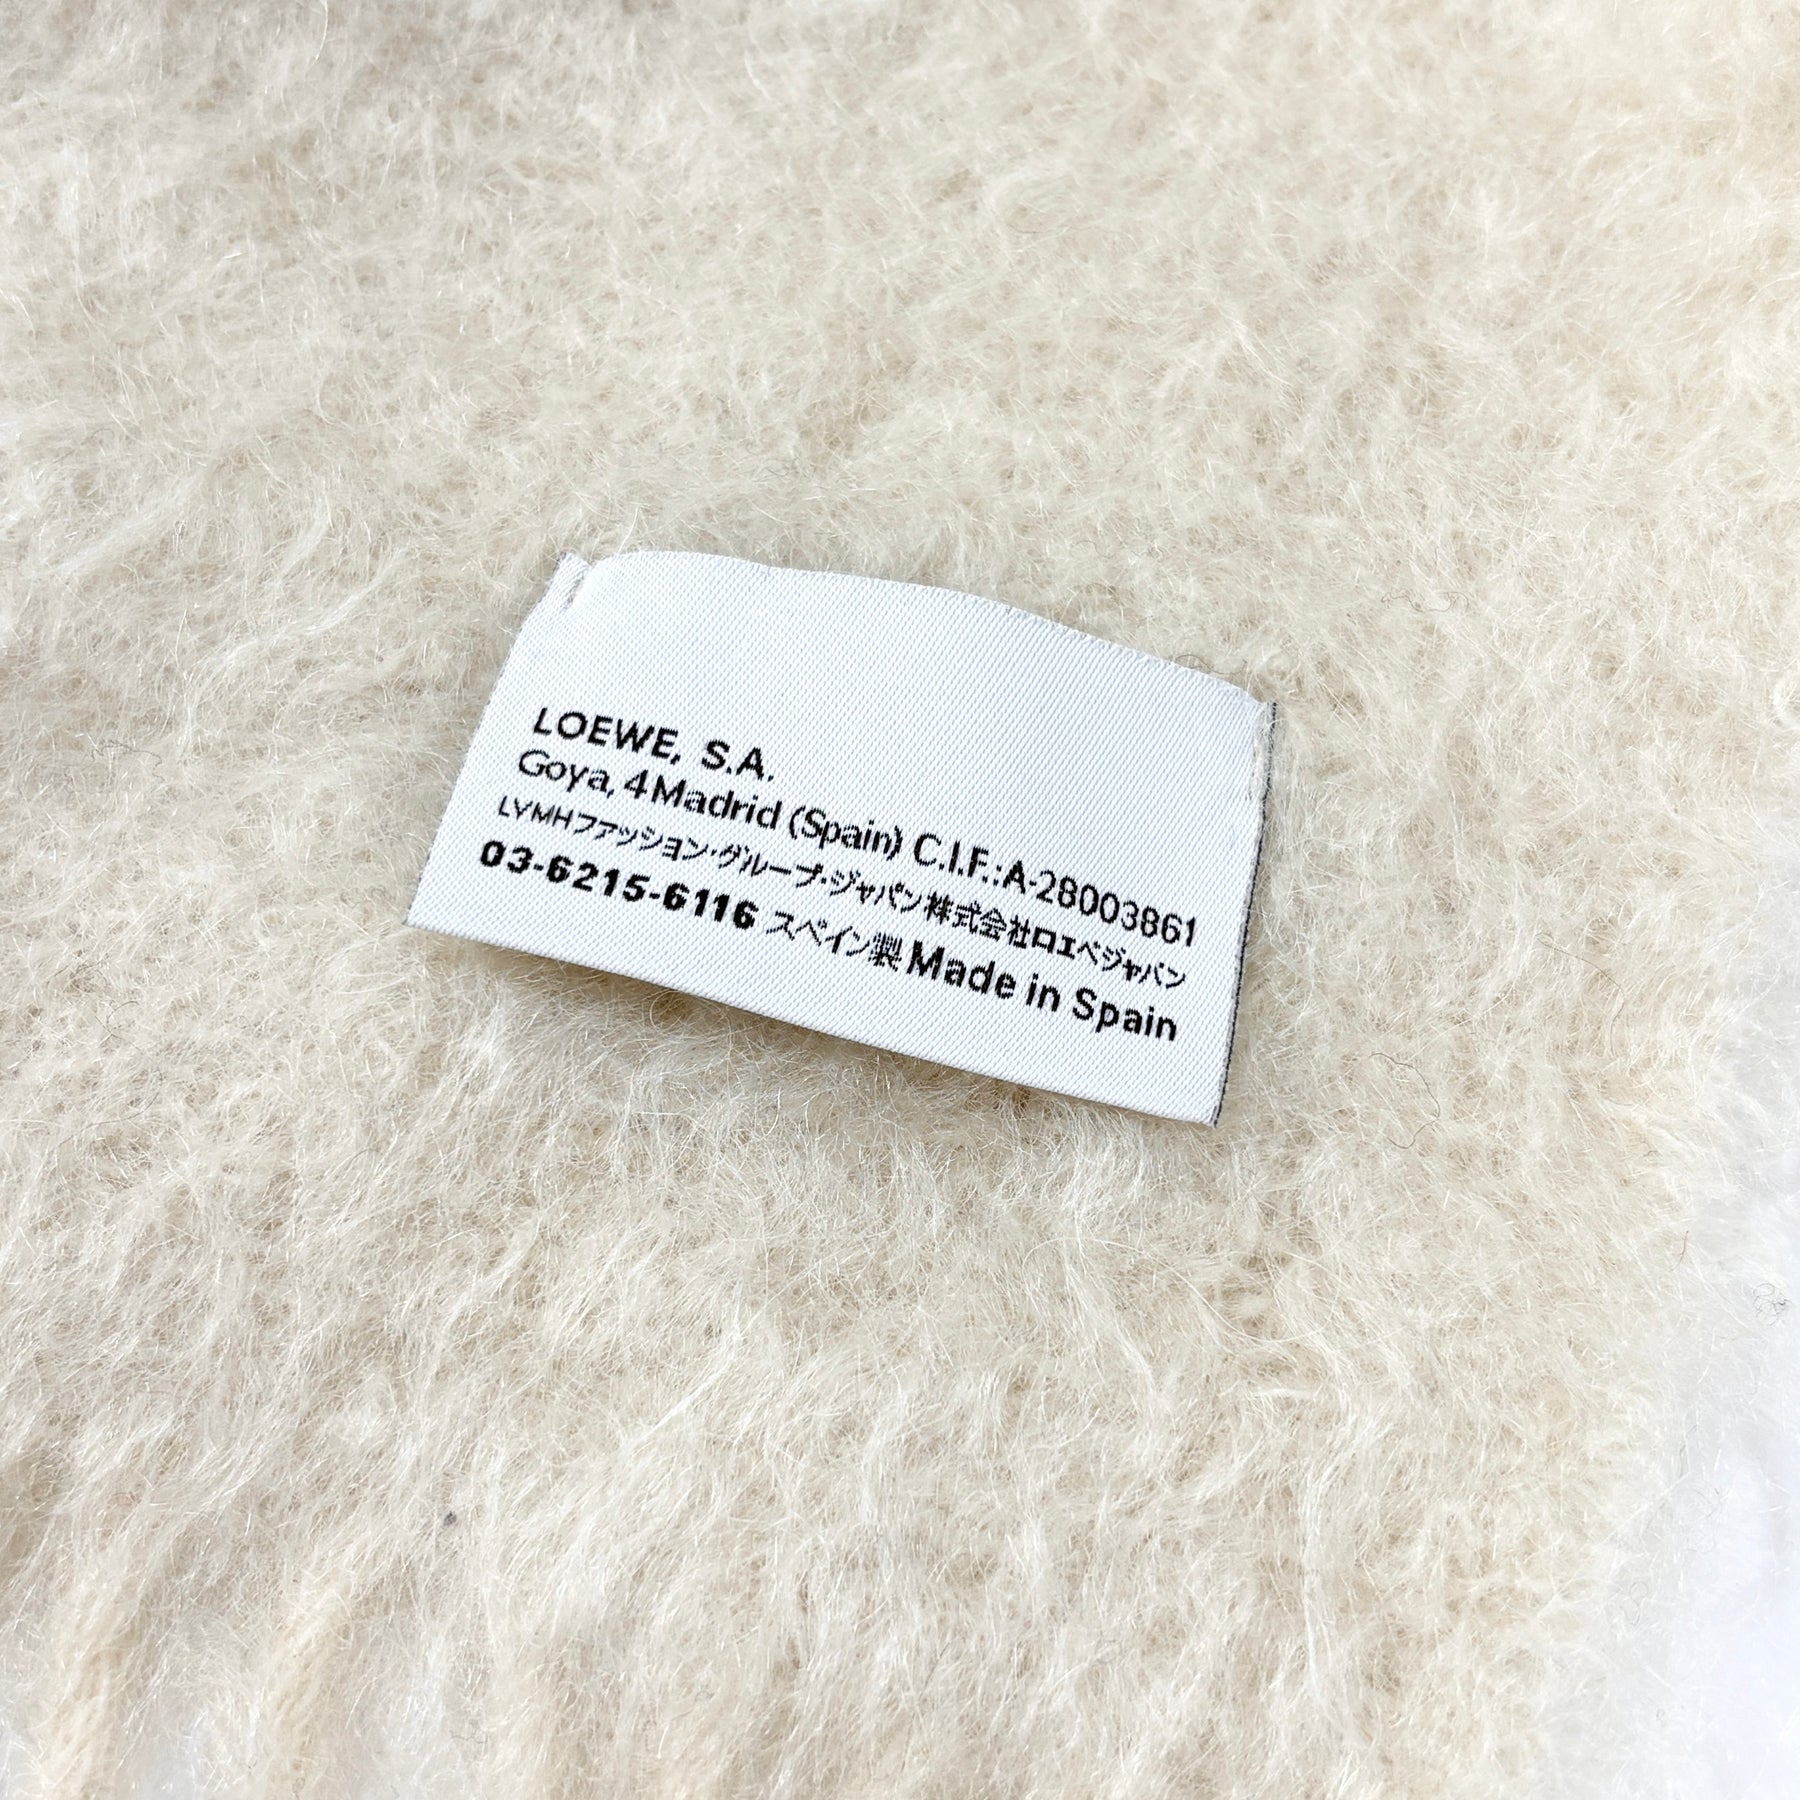 LOEWE, S.A.
Goya, 4 Madrid (Spain) C.I.F.: A-28003861
LVMHファッション・グループ・ジャパン株式会社ロエベジャパン
03-6215-6116 スペイン製 Made in Spain